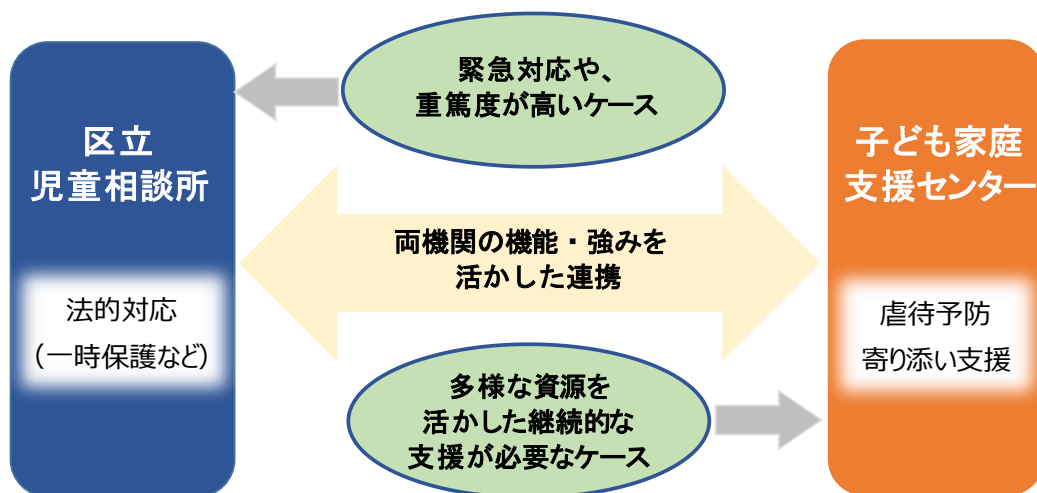 区立
児童相談所
法的対応
（一時保護など）
緊急対応や、
重篤度が高いケース
両機関の機能・強みを
活かした連携
多様な資源を
活かした継続的な
支援が必要なケース
子ども家庭
支援センター
虐待予防
寄り添い支援